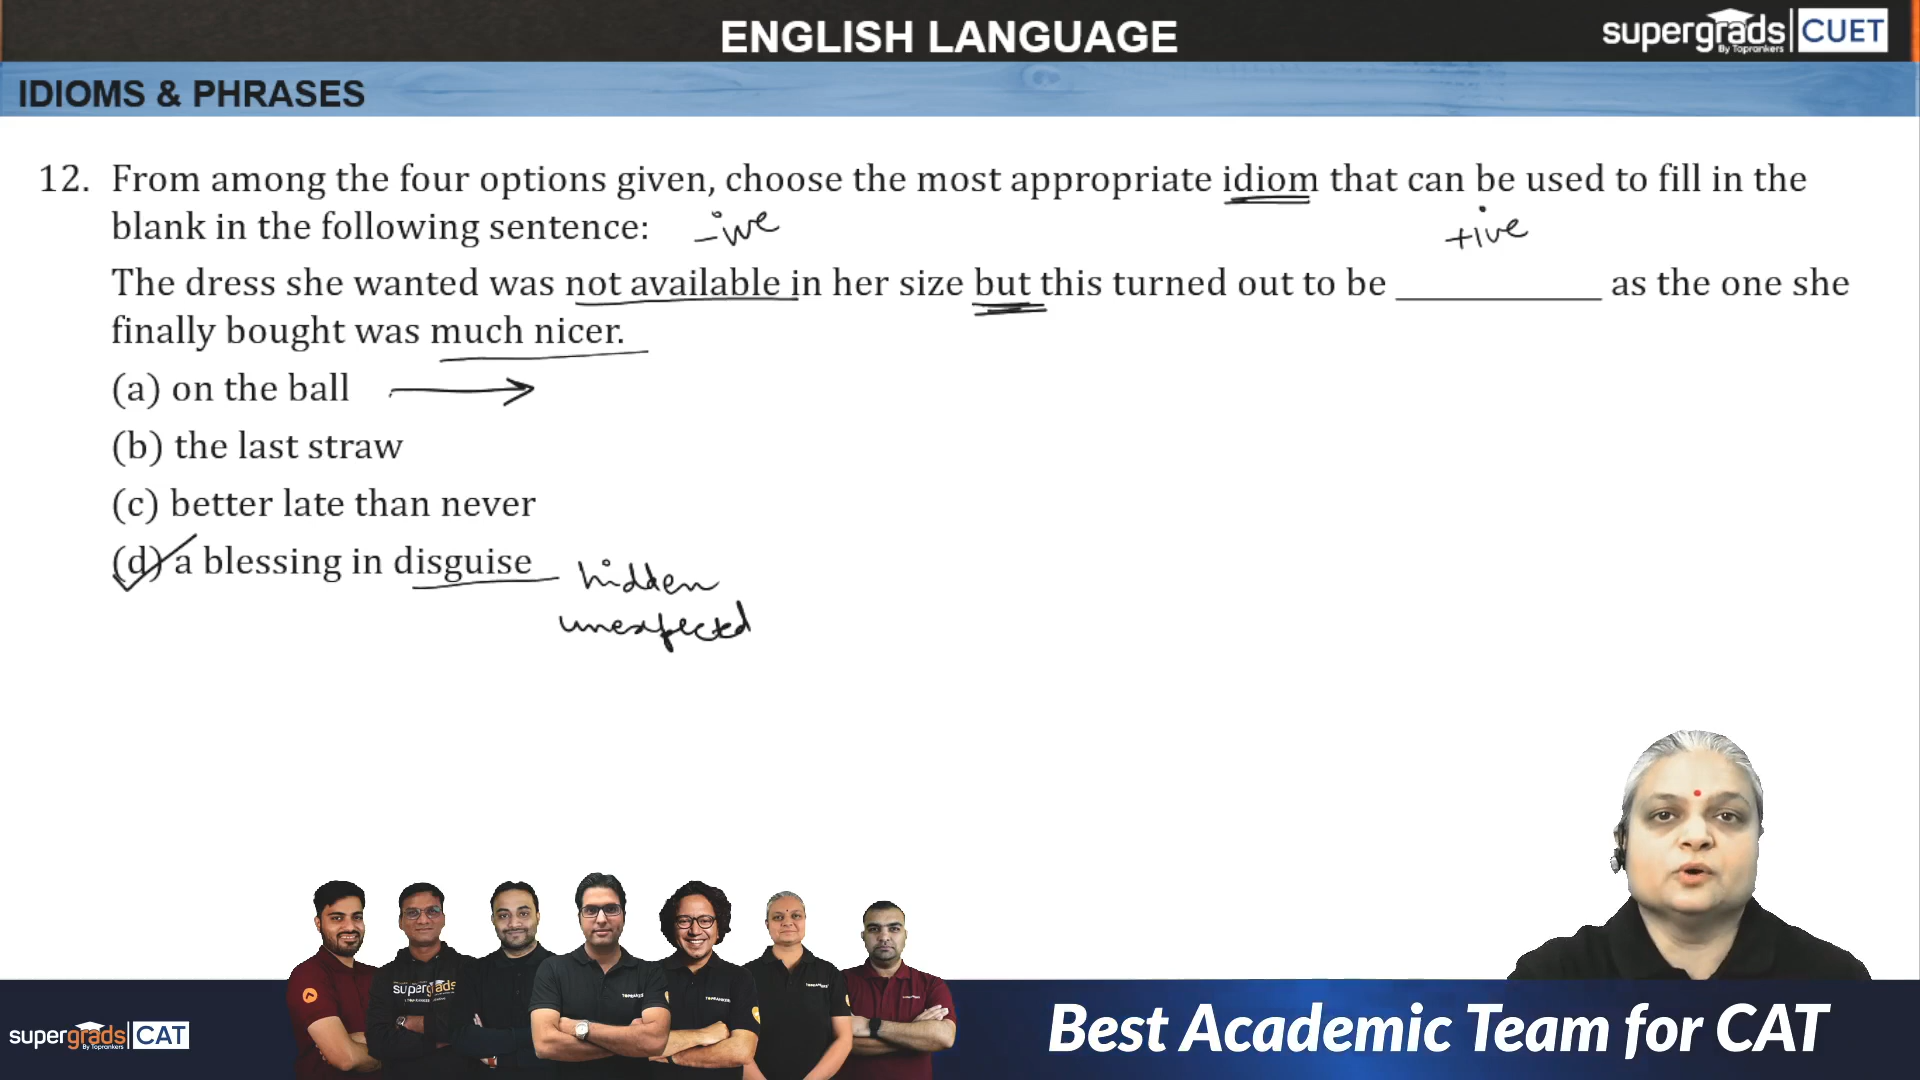 ENGLISH LANGUAGE
supergrads CUET
By Toprankers
IDIOMS & PHRASES
12. From among the four options given, choose the most appropriate idiom that can be used to fill in the
blank in the following sentence: -ive +ive
The dress she wanted was not available in her size but this turned out to be __________ as the one she
finally bought was much nicer.
(a) on the ball
(b) the last straw
(c) better late than never
(d) a blessing in disguise hidden
unexpected
supergrads
supergrads CAT
By Toprankers
Best Academic Team for CAT